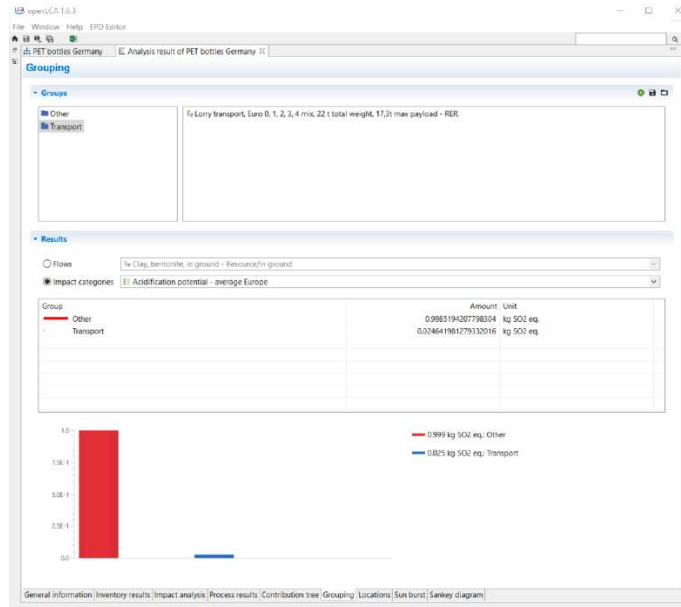 openLCA 1.6.3
File Window Help EPD Editor
PET bottles Germany Analysis result of PET bottles Germany
Grouping
Groups
Other
Transport
Lorry transport, Euro 0, 1, 2, 3, 4 mix, 22 t total weight, 17,3t max payload - RER
Results
Flows Fe Clay, bentonite, in ground - Resource/in ground
Impact categories Acidification potential - average Europe
Group Amount Unit
Other 0.9985194207798304 kg SO2 eq.
Transport 0.024641981279332016 kg SO2 eq.
1.0
7.5E-1
5.0E-1
2.5E-1
0.0
0.999 kg SO2 eq.: Other
0.025 kg SO2 eq.: Transport
General information Inventory results Impact analysis Process results Contribution tree Grouping Locations Sun burst Sankey diagram